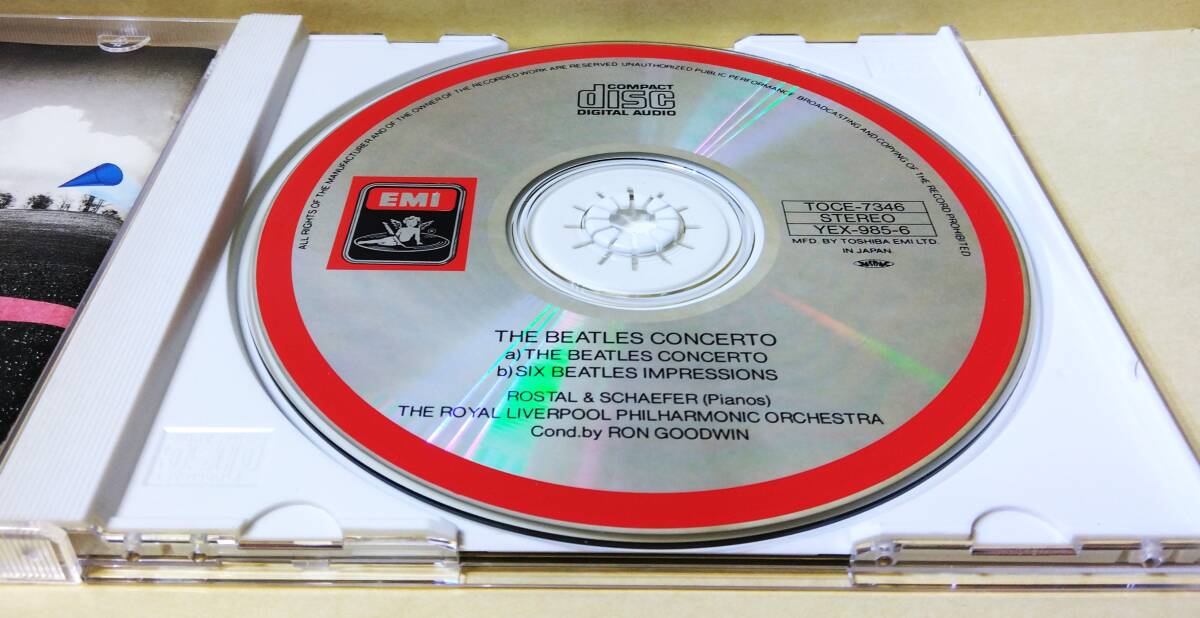 ALL RIGHTS OF THE MANUFACTURER AND OF THE OWNER OF THE RECORDED WORK ARE RESERVED UNAUTHORIZED PUBLIC PERFORMANCE BROADCASTING AND COPYING OF THE RECORD PROHIBITED
COMPACT
disc
DIGITAL AUDIO
EMI
TOCE-7346
STEREO
YEX-985-6
MFD. BY TOSHIBA EMI LTD.
IN JAPAN
JASRAC
THE BEATLES CONCERTO
a) THE BEATLES CONCERTO
b) SIX BEATLES IMPRESSIONS
ROSTAL & SCHAEFER (Pianos)
THE ROYAL LIVERPOOL PHILHARMONIC ORCHESTRA
Cond.by RON GOODWIN